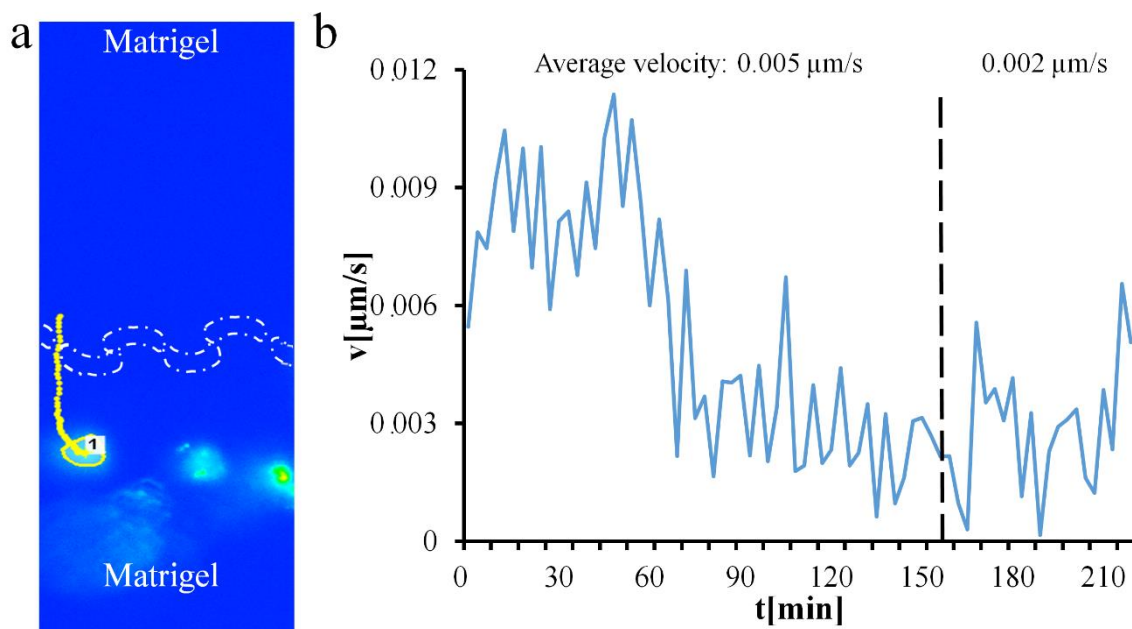 a
Matrigel
1
Matrigel
b
Average velocity: 0.005 µm/s 0.002 µm/s
v[µm/s]
0.012
0.009
0.006
0.003
0
0 30 60 90 120 150 180 210
t[min]